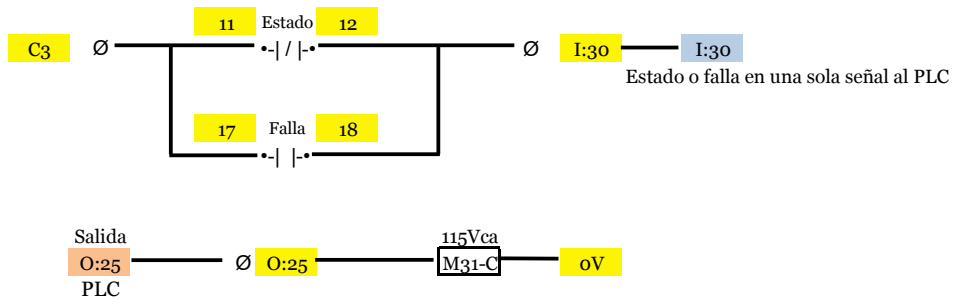 11 Estado 12
C3 Ø •-| / |-• Ø I:30 I:30
Estado o falla en una sola señal al PLC
17 Falla 18
•-| |-•
Salida 115Vca
O:25 Ø O:25 M31-C 0V
PLC